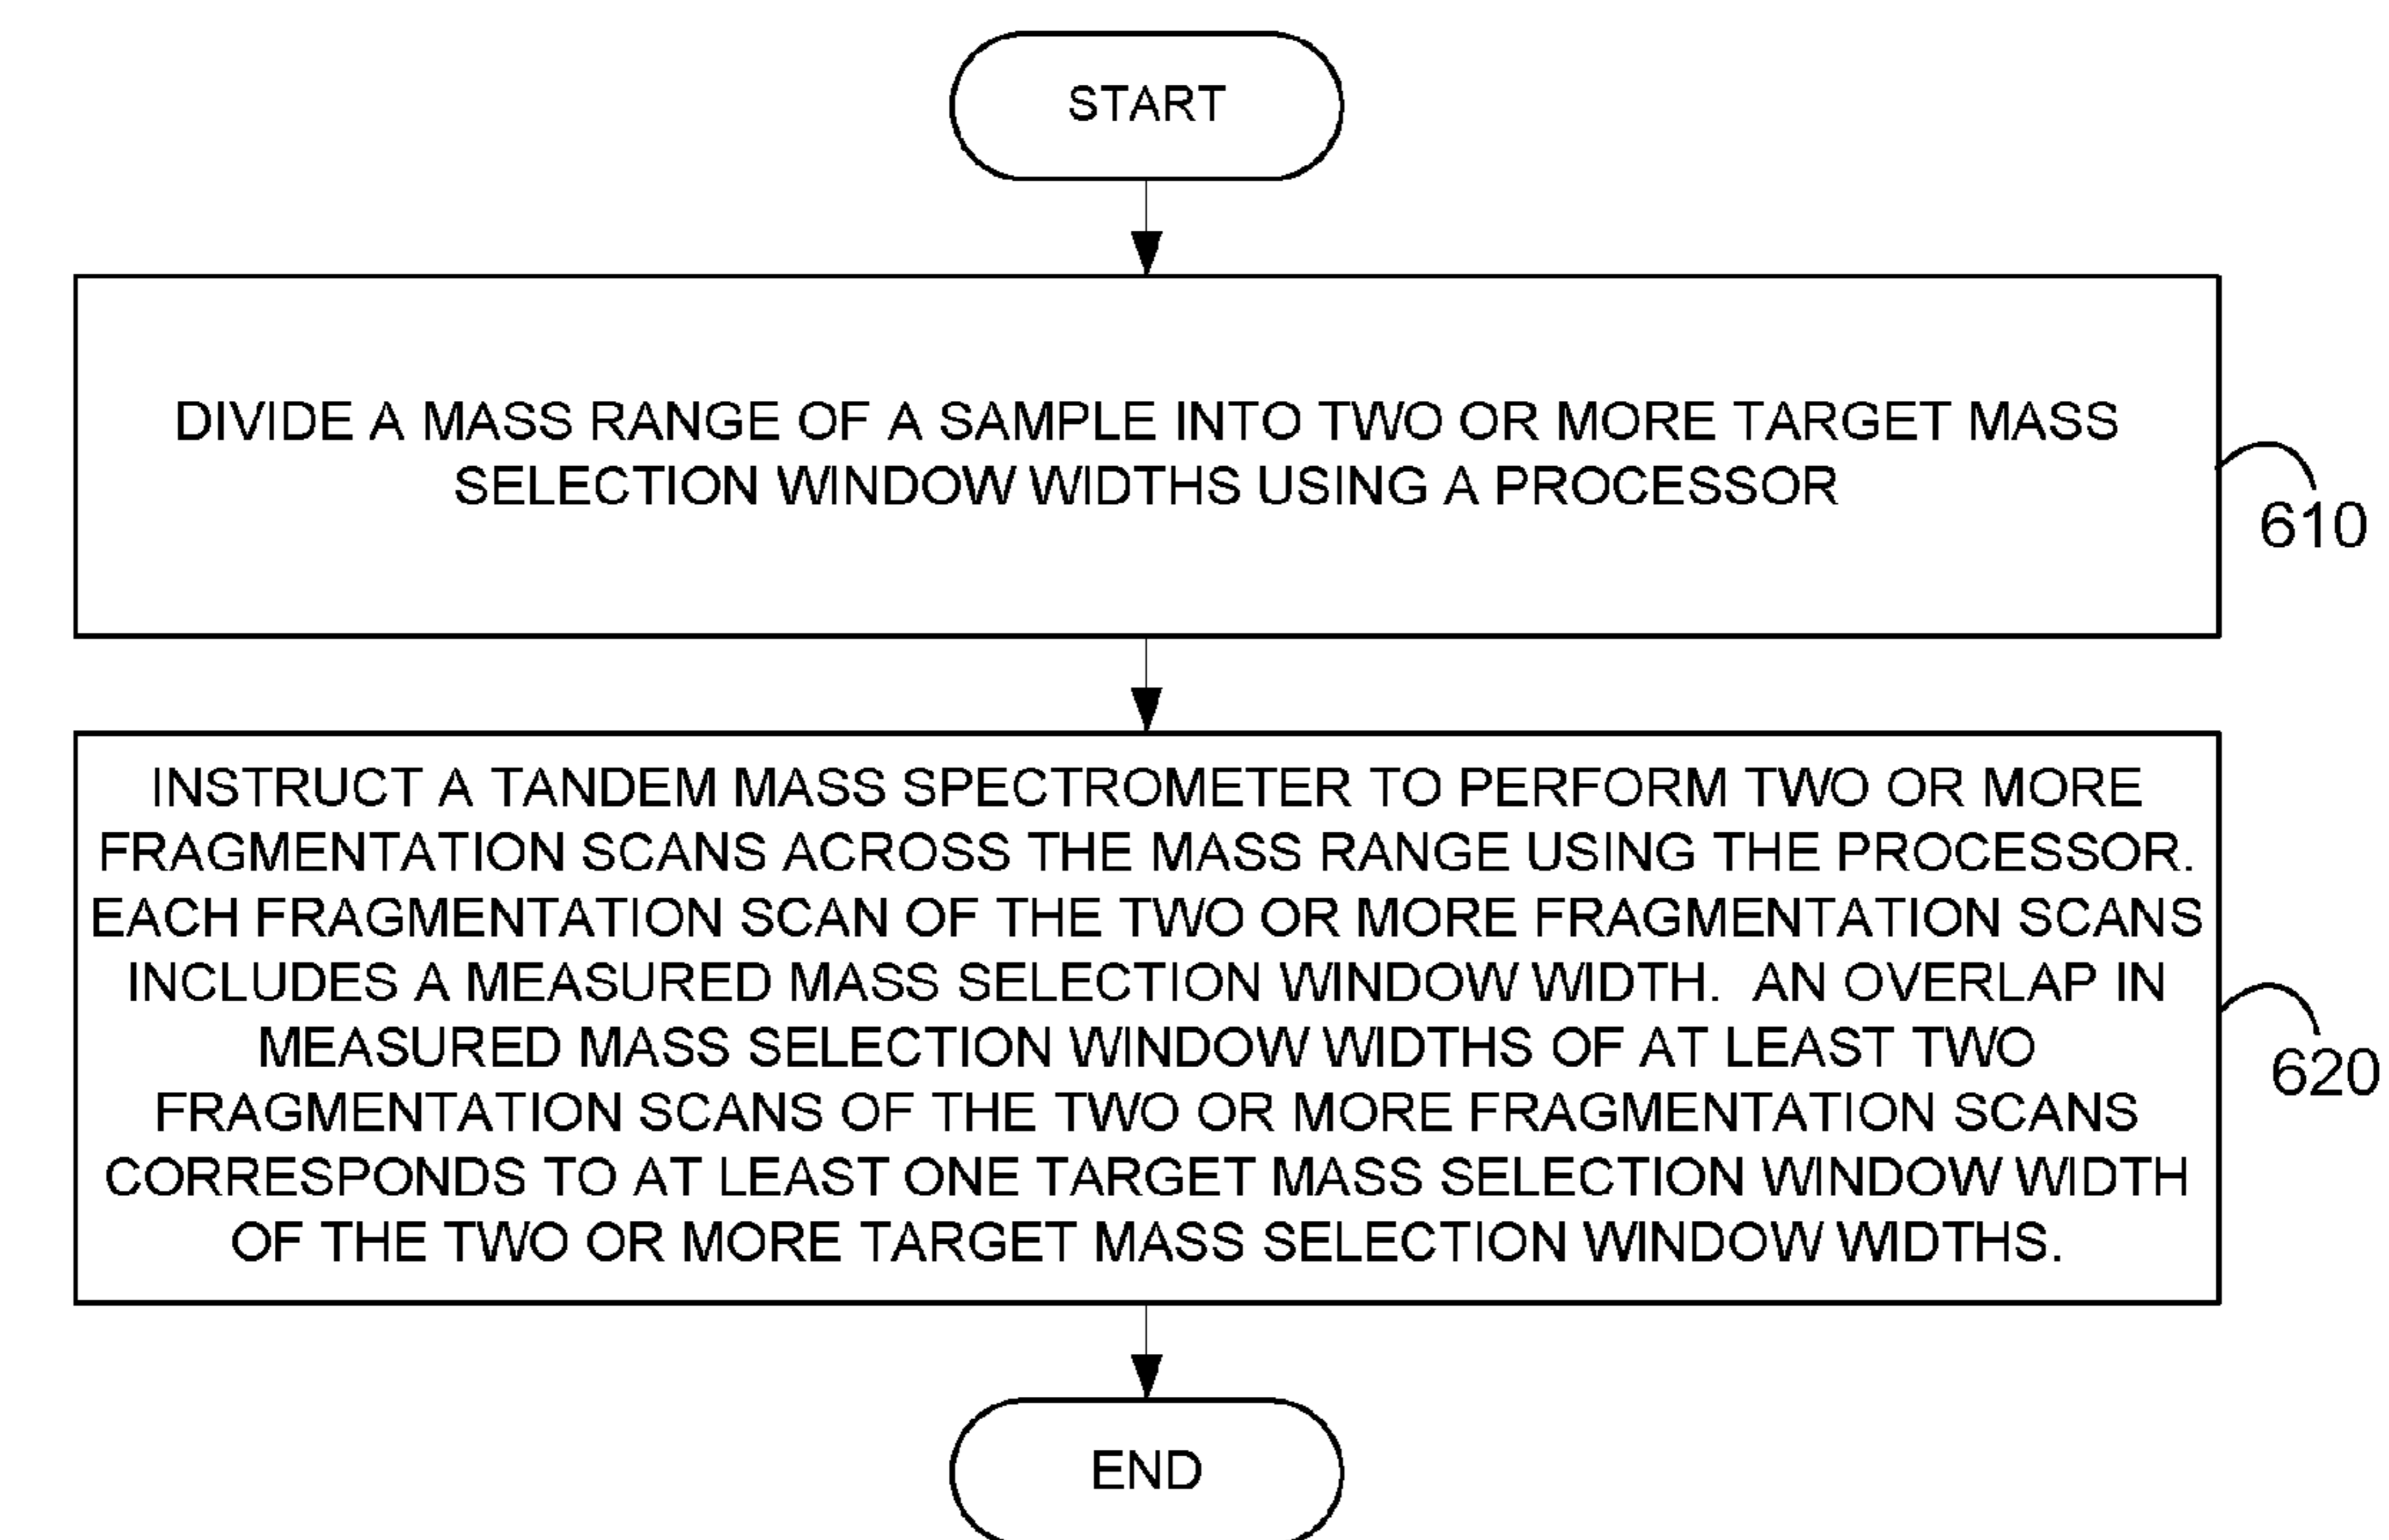 START
DIVIDE A MASS RANGE OF A SAMPLE INTO TWO OR MORE TARGET MASS
SELECTION WINDOW WIDTHS USING A PROCESSOR
610
INSTRUCT A TANDEM MASS SPECTROMETER TO PERFORM TWO OR MORE
FRAGMENTATION SCANS ACROSS THE MASS RANGE USING THE PROCESSOR.
EACH FRAGMENTATION SCAN OF THE TWO OR MORE FRAGMENTATION SCANS
INCLUDES A MEASURED MASS SELECTION WINDOW WIDTH. AN OVERLAP IN
MEASURED MASS SELECTION WINDOW WIDTHS OF AT LEAST TWO
FRAGMENTATION SCANS OF THE TWO OR MORE FRAGMENTATION SCANS
CORRESPONDS TO AT LEAST ONE TARGET MASS SELECTION WINDOW WIDTH
OF THE TWO OR MORE TARGET MASS SELECTION WINDOW WIDTHS.
620
END